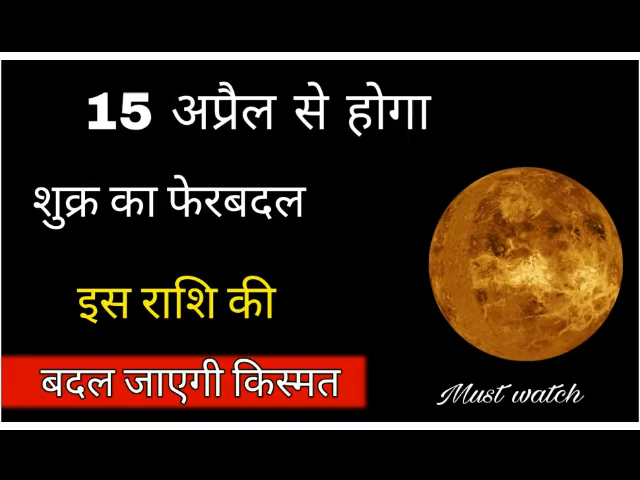 15 अप्रैल से होगा
शुक्र का फेरबदल
इस राशि की
बदल जाएगी किस्मत
Must watch